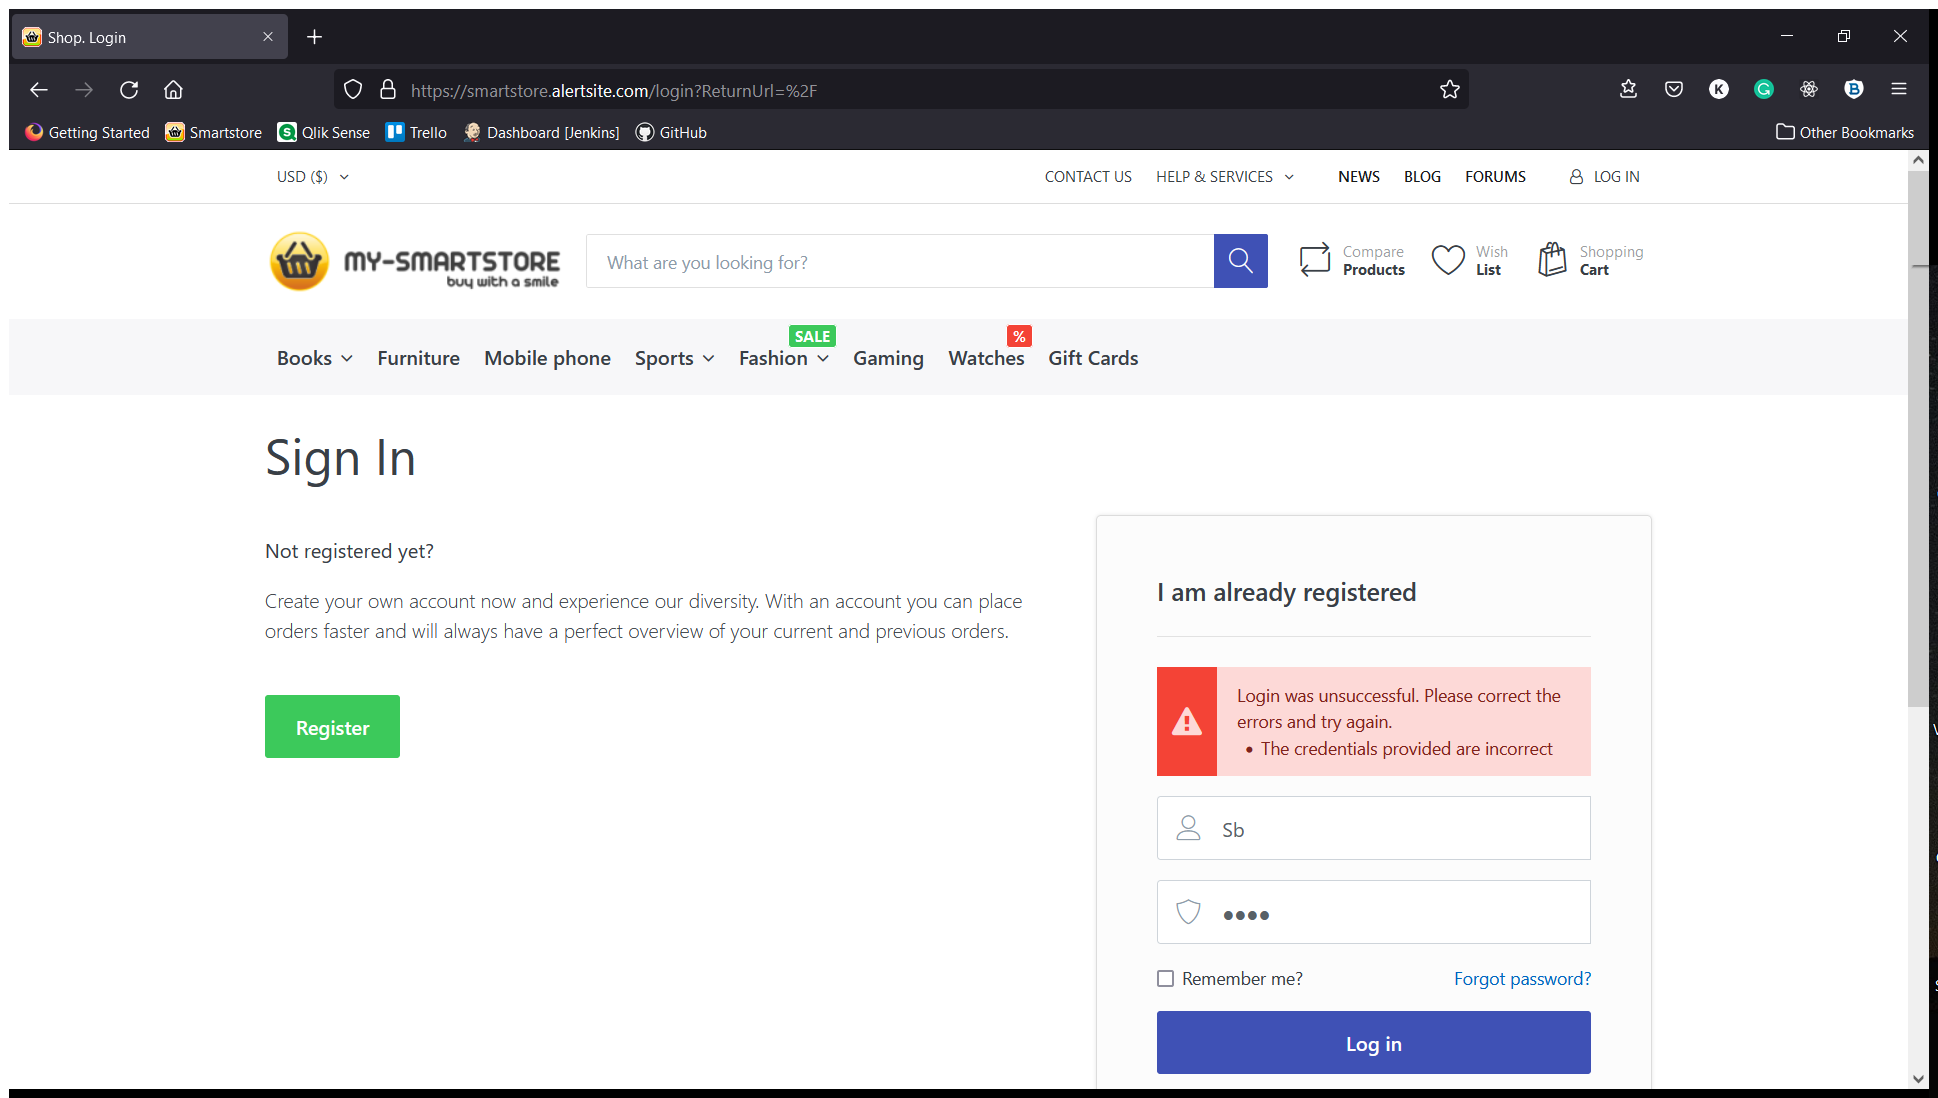 Shop. Login
https://smartstore.alertsite.com/login?ReturnUrl=%2F
K G B
Getting Started Smartstore Qlik Sense Trello Dashboard [Jenkins] GitHub Other Bookmarks
USD ($) CONTACT US HELP & SERVICES NEWS BLOG FORUMS LOG IN
MY-SMARTSTORE
buy with a smile
What are you looking for?
Compare
Products
Wish
List
Shopping
Cart
SALE %
Books Furniture Mobile phone Sports Fashion Gaming Watches Gift Cards
Sign In
Not registered yet?
Create your own account now and experience our diversity. With an account you can place
orders faster and will always have a perfect overview of your current and previous orders.
Register
I am already registered
Login was unsuccessful. Please correct the
errors and try again.
• The credentials provided are incorrect
Sb
●●●●
Remember me? Forgot password?
Log in